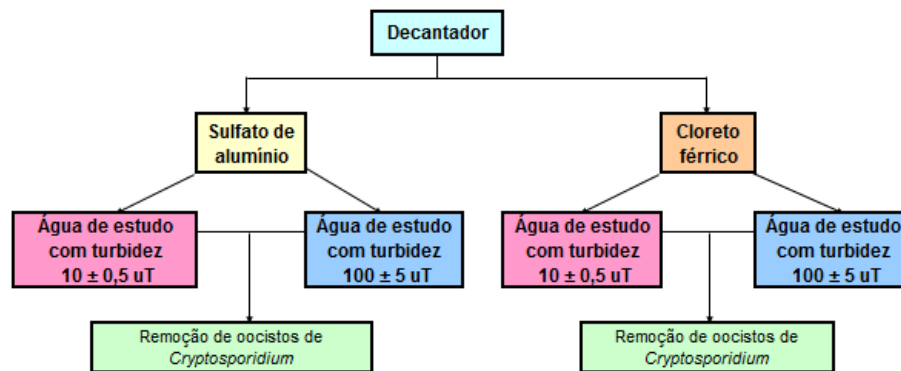 Decantador
Sulfato de
alumínio
Cloreto
férrico
Água de estudo
com turbidez
10 ± 0,5 uT
Água de estudo
com turbidez
100 ± 5 uT
Água de estudo
com turbidez
10 ± 0,5 uT
Água de estudo
com turbidez
100 ± 5 uT
Remoção de oocistos de
Cryptosporidium
Remoção de oocistos de
Cryptosporidium